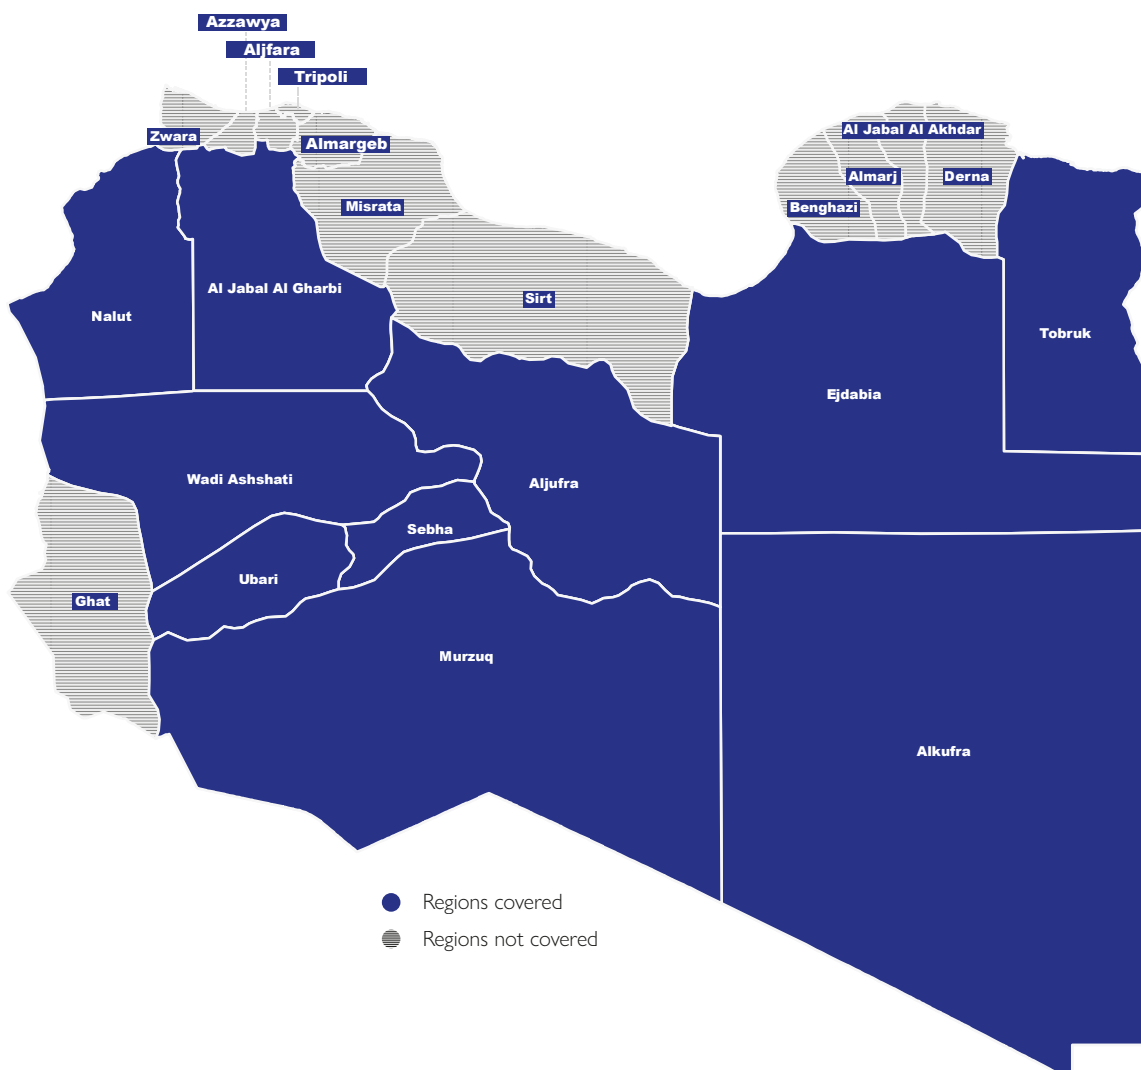 Azzawya
Aljfara
Tripoli
Zwara
Almargeb
Al Jabal Al Akhdar
Almarj
Derna
Misrata
Benghazi
Al Jabal Al Gharbi
Sirt
Nalut
Tobruk
Ejdabia
Wadi Ashshati
Aljufra
Sebha
Ubari
Ghat
Murzuq
Alkufra
Regions covered
Regions not covered